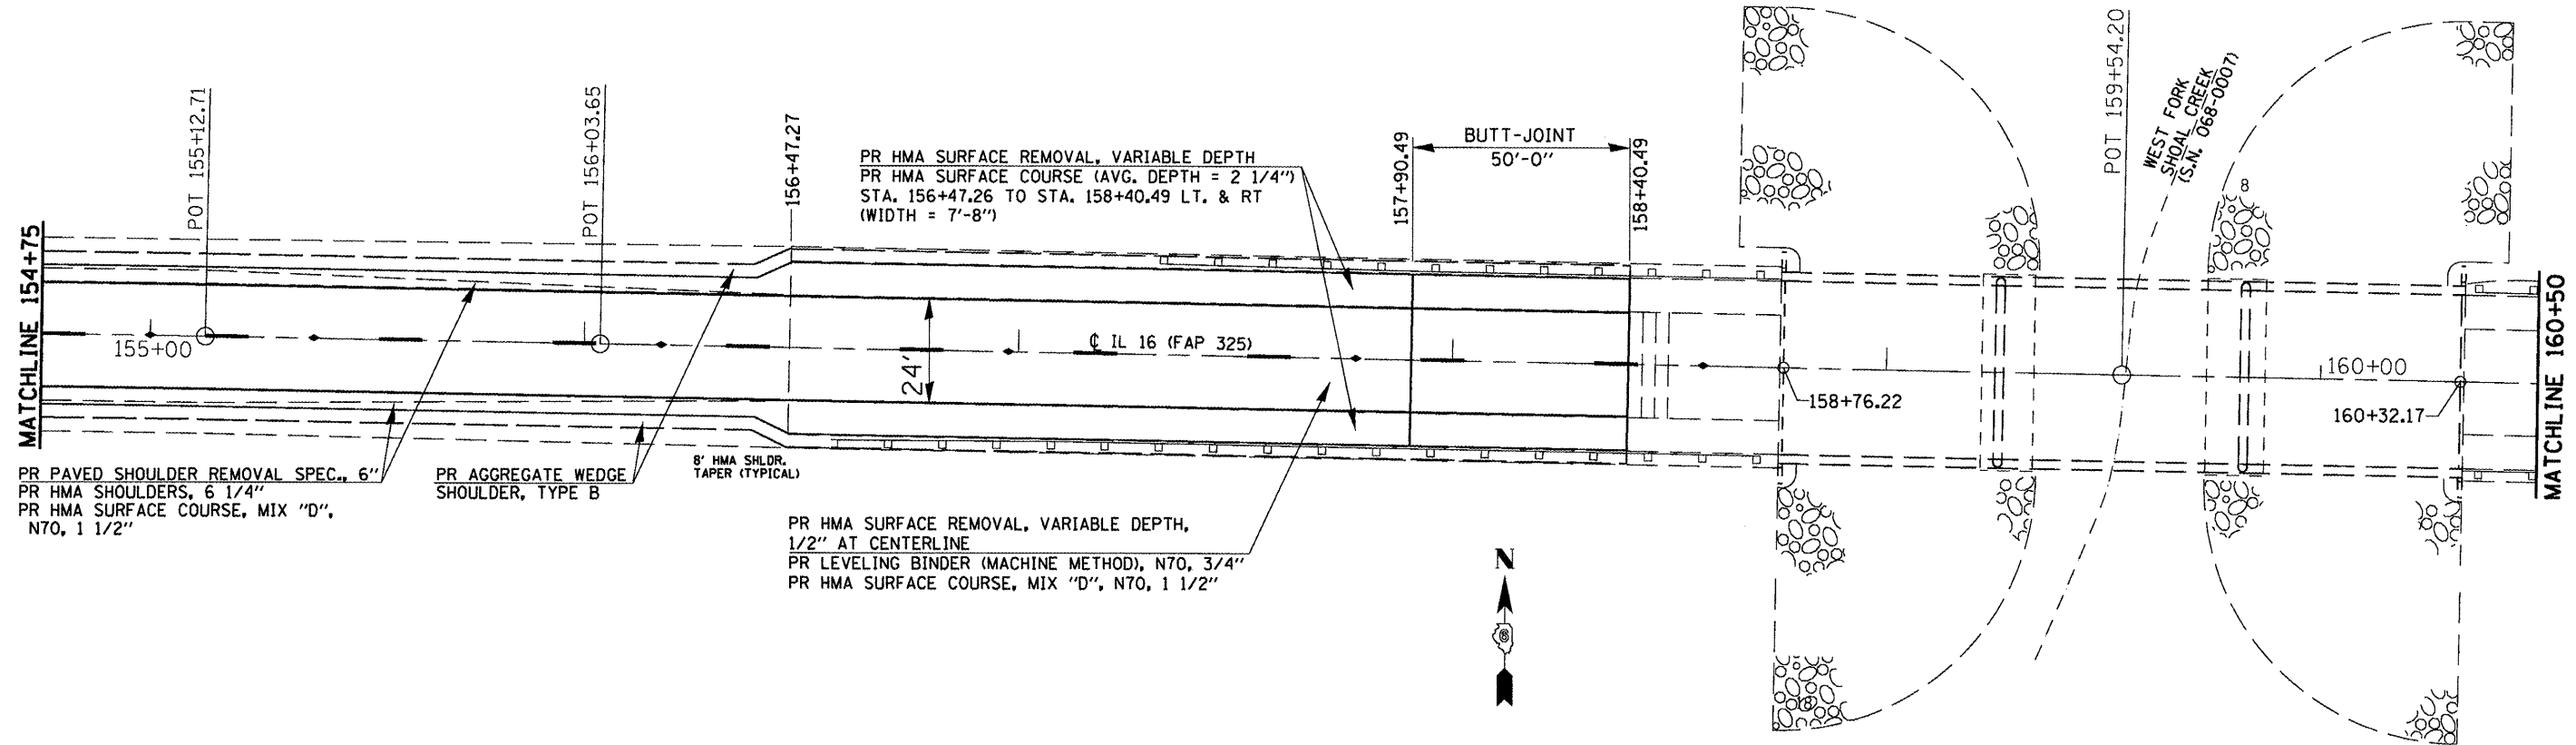 MATCHLINE 154+75
POT 155+12.71
155+00
POT 156+03.65
156+47.27
PR HMA SURFACE REMOVAL, VARIABLE DEPTH
PR HMA SURFACE COURSE (AVG. DEPTH = 2 1/4")
STA. 156+47.26 TO STA. 158+40.49 LT. & RT
(WIDTH = 7'-8")
157+90.49
BUTT-JOINT
50'-0"
158+40.49
24'
℄ IL 16 (FAP 325)
158+76.22
POT 159+54.20
WEST FORK
SHOAL CREEK
(S.N. 068-0007)
8
160+00
160+32.17
MATCHLINE 160+50
PR PAVED SHOULDER REMOVAL SPEC., 6"
PR HMA SHOULDERS, 6 1/4"
PR HMA SURFACE COURSE, MIX "D",
N70, 1 1/2"
PR AGGREGATE WEDGE
SHOULDER, TYPE B
8' HMA SHLDR.
TAPER (TYPICAL)
PR HMA SURFACE REMOVAL, VARIABLE DEPTH,
1/2" AT CENTERLINE
PR LEVELING BINDER (MACHINE METHOD), N70, 3/4"
PR HMA SURFACE COURSE, MIX "D", N70, 1 1/2"
N
8